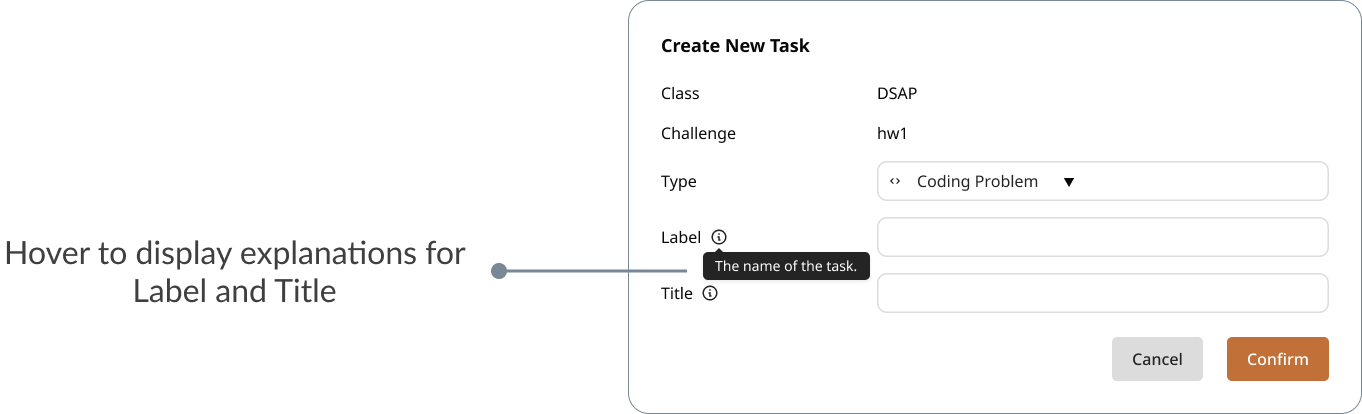 Hover to display explanations for
Label and Title
Create New Task
Class DSAP
Challenge hw1
Type <> Coding Problem ▼
Label
The name of the task.
Title
Cancel Confirm